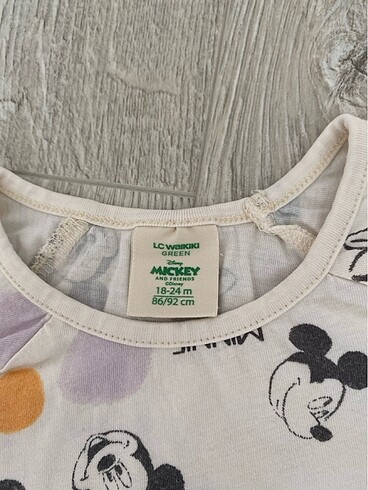 LC WAIKIKI
GREEN
Disney
MICKEY
AND FRIENDS
©Disney
18-24 m
86/92 cm
MINNIE